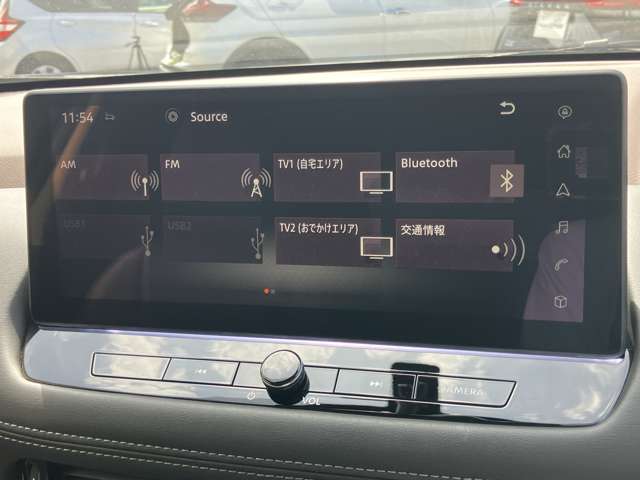 11:54 Source
AM FM TV1 (自宅エリア) Bluetooth
USB1 USB2 TV2 (おでかけエリア) 交通情報
VOL CAMERA